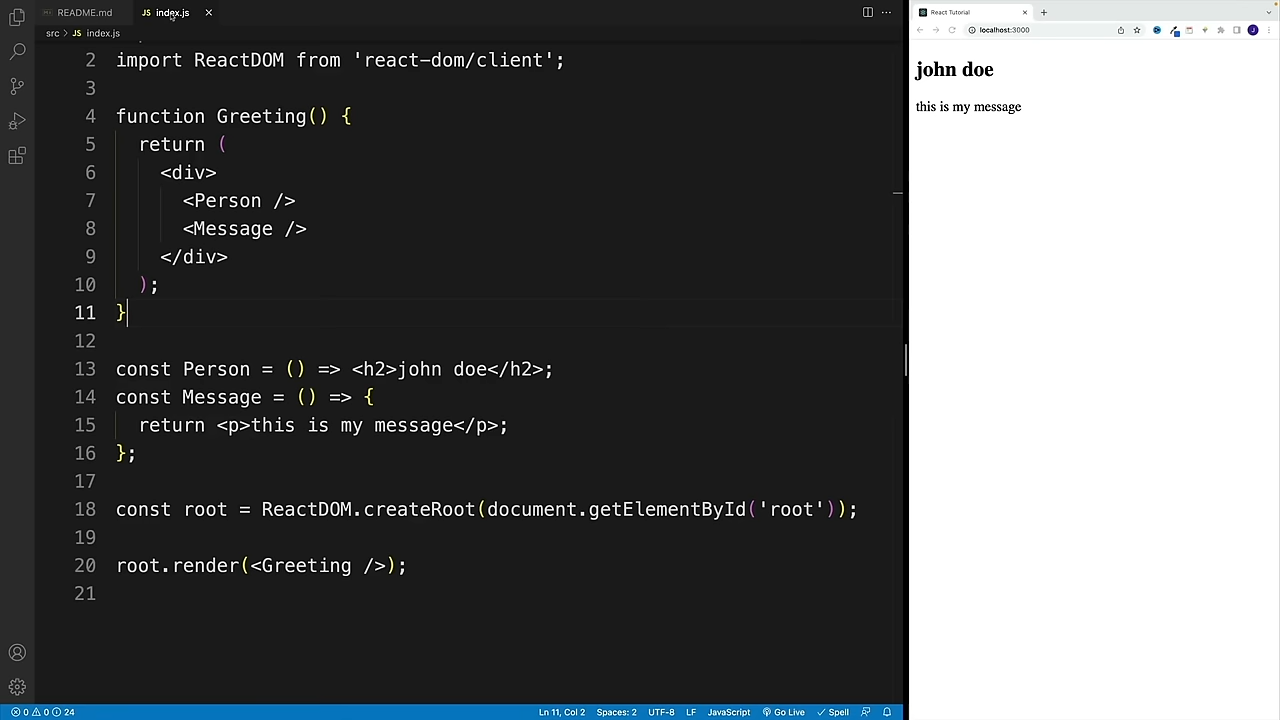 README.md
JS index.js
src > JS index.js
2 import ReactDOM from 'react-dom/client';
3
4 function Greeting() {
5 return (
6 <div>
7 <Person />
8 <Message />
9 </div>
10 );
11 }
12
13 const Person = () => <h2>john doe</h2>;
14 const Message = () => {
15 return <p>this is my message</p>;
16 };
17
18 const root = ReactDOM.createRoot(document.getElementById('root'));
19
20 root.render(<Greeting />);
21
0 0 24
Ln 11, Col 2 Spaces: 2 UTF-8 LF JavaScript Go Live Spell
React Tutorial
localhost:3000
J
john doe
this is my message